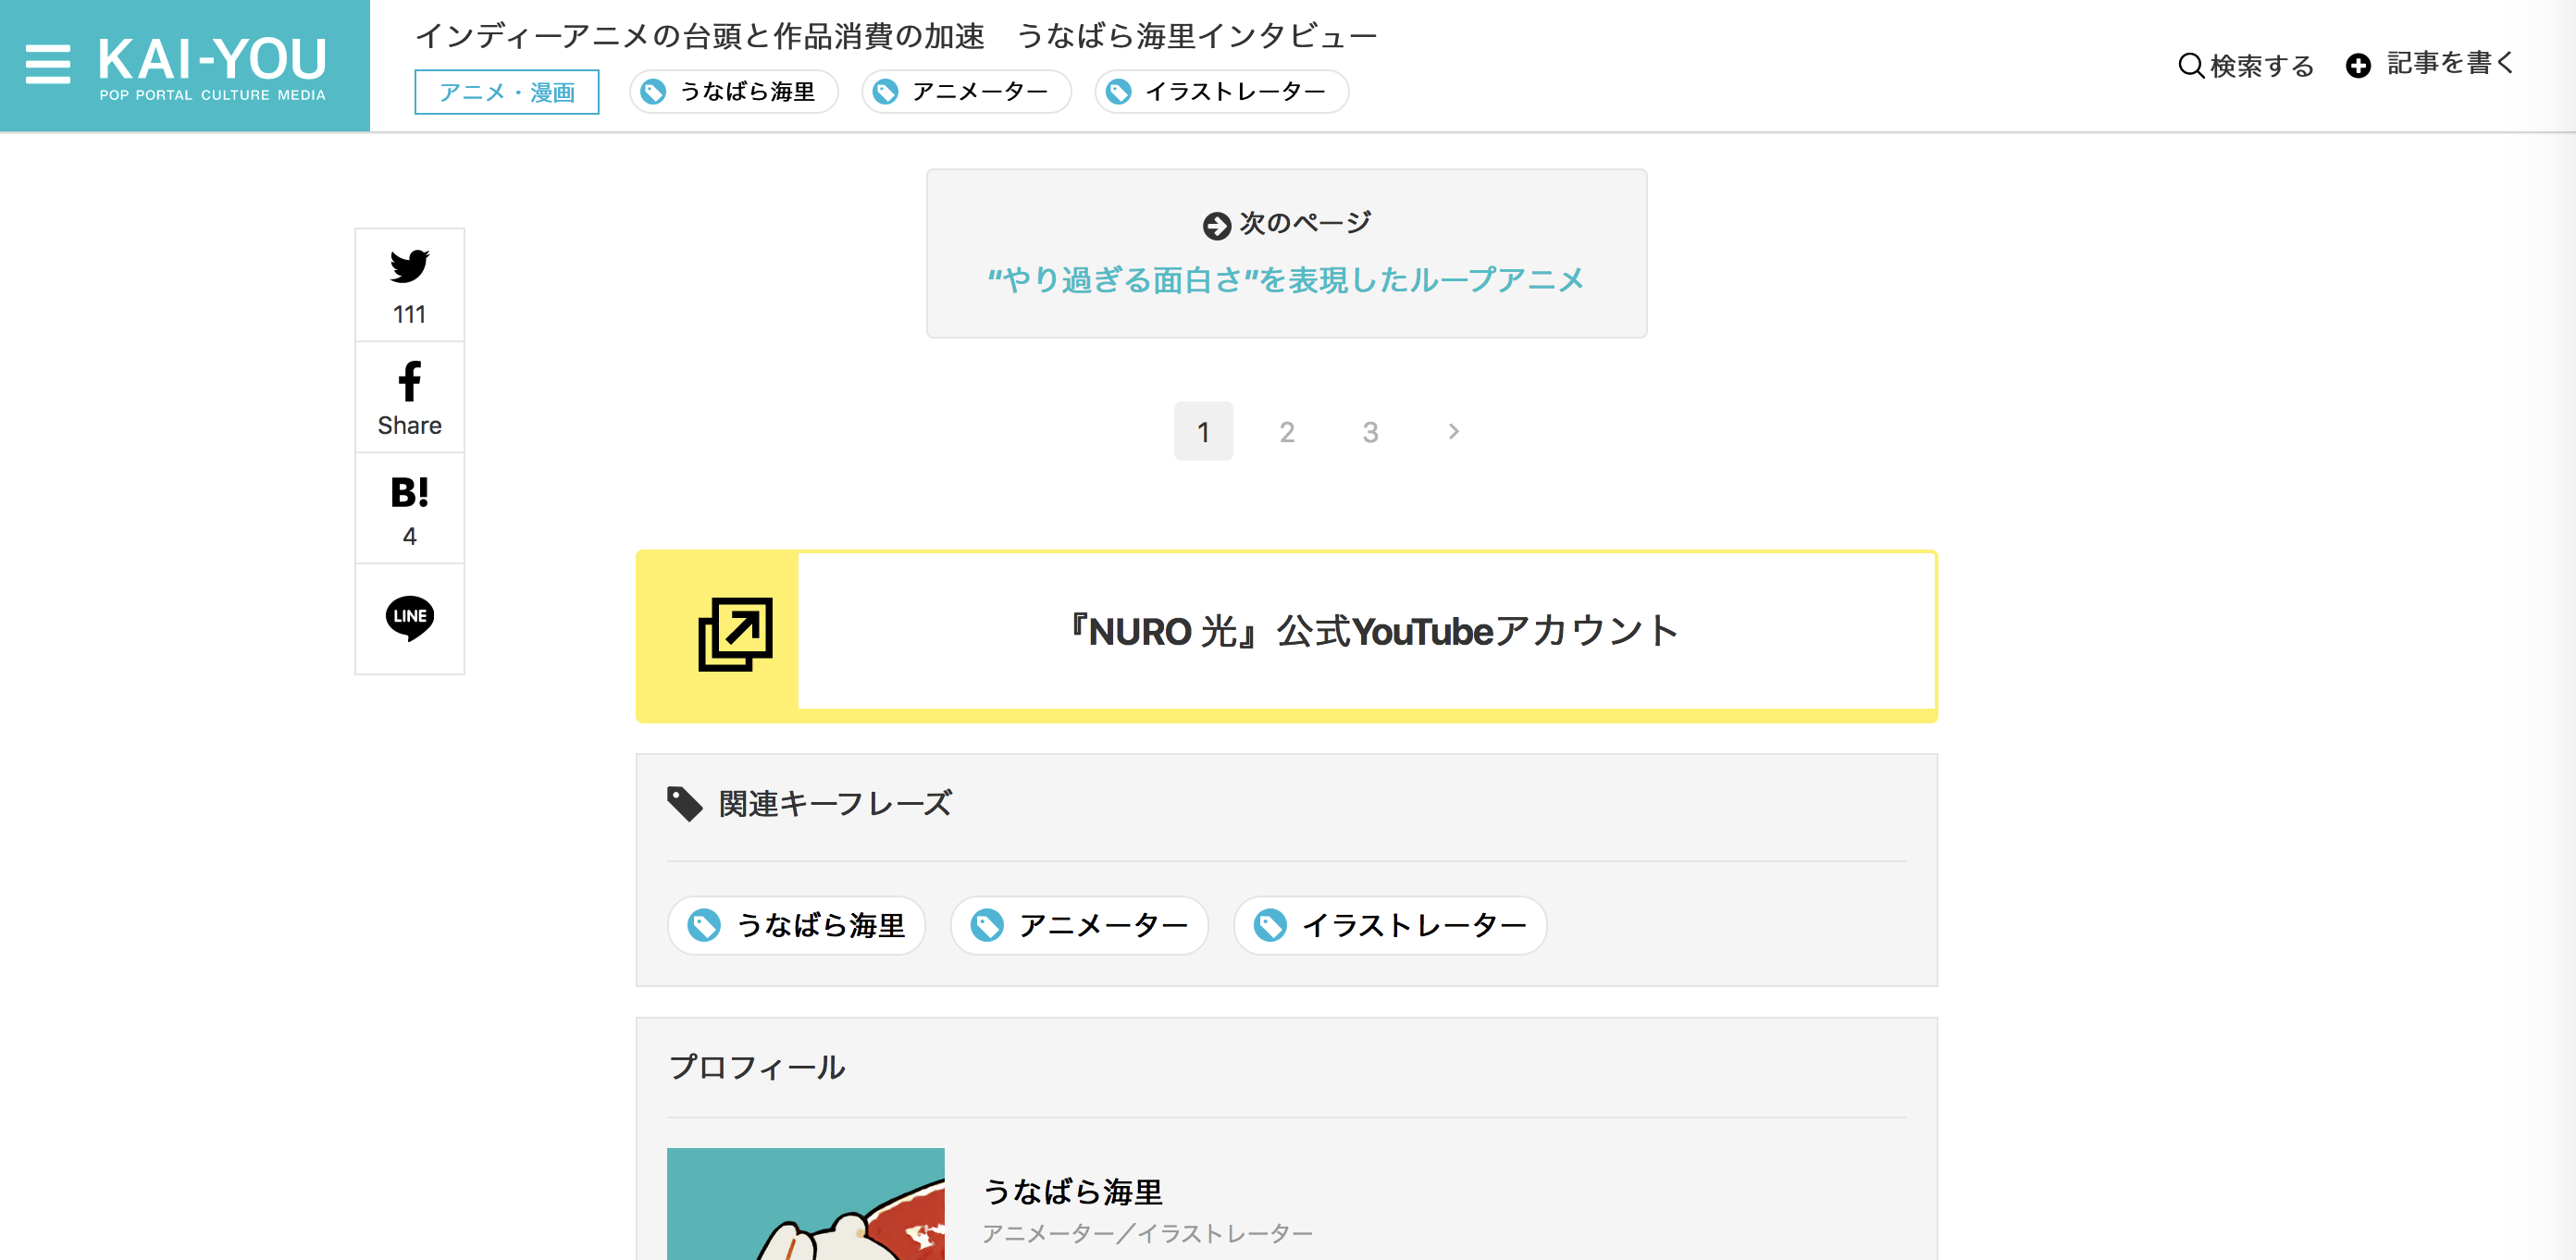 KAI-YOU
POP PORTAL CULTURE MEDIA
インディーアニメの台頭と作品消費の加速　うなばら海里インタビュー
アニメ・漫画
うなばら海里
アニメーター
イラストレーター
検索する
記事を書く
111
Share
B!
4
LINE
次のページ
“やり過ぎる面白さ”を表現したループアニメ
1 2 3 >
『NURO 光』公式YouTubeアカウント
関連キーフレーズ
うなばら海里
アニメーター
イラストレーター
プロフィール
うなばら海里
アニメーター／イラストレーター